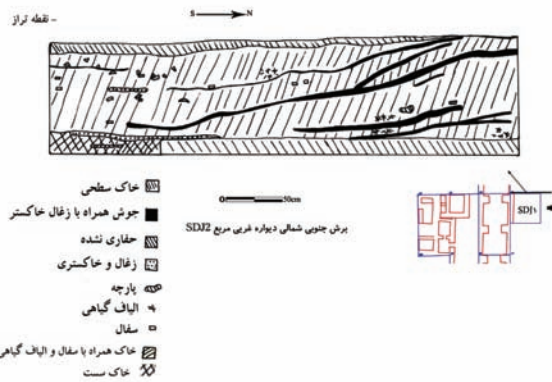 - نقطه تراز
S N
خاک سطحی
جوش همراه با زغال خاکستر
حفاری نشده
زغال و خاکستری
پارچه
الیاف گیاهی
سفال
خاک همراه با سفال و الیاف گیاهی
خاک سست
0 50cm
برش جنوبی شمالی دیواره غربی مربع SDJ2
SDJ1